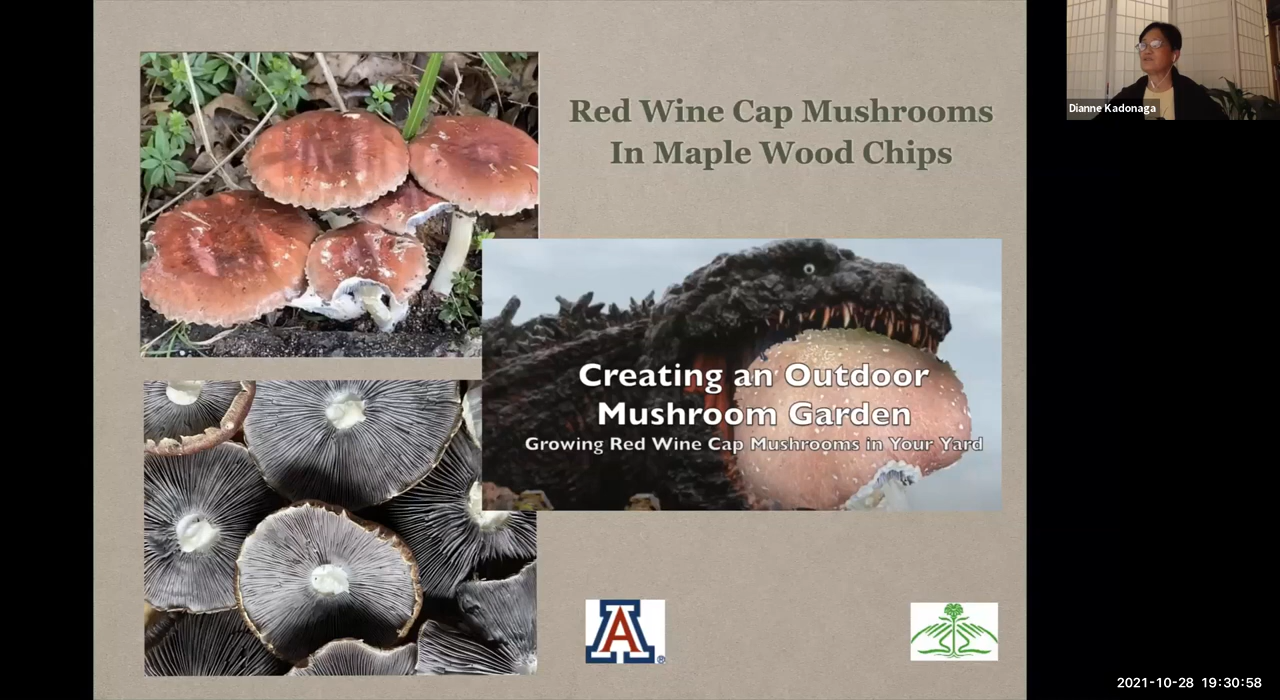 Red Wine Cap Mushrooms
In Maple Wood Chips
Dianne Kadonaga
Creating an Outdoor
Mushroom Garden
Growing Red Wine Cap Mushrooms in Your Yard
A
®
2021-10-28 19:30:58